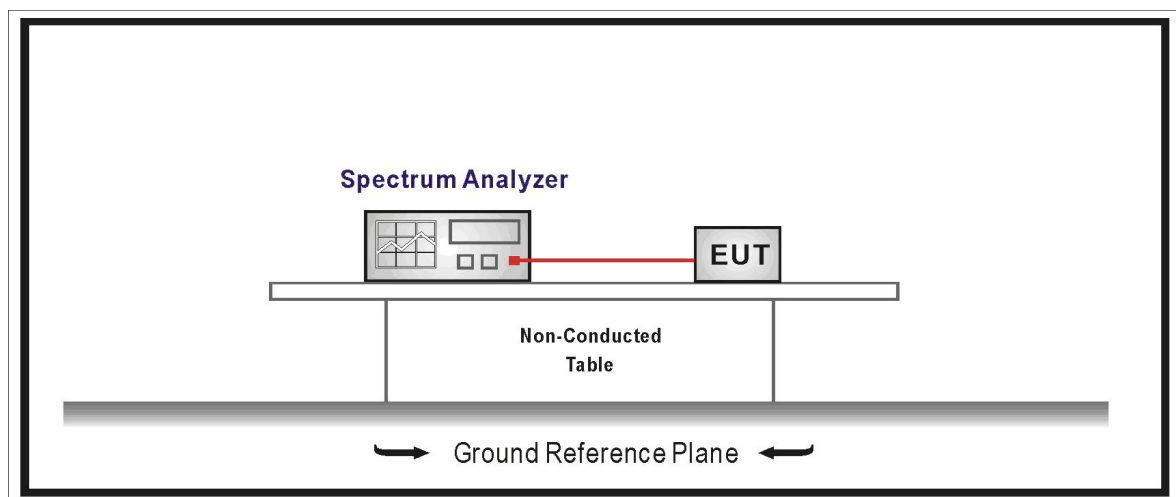 Spectrum Analyzer
EUT
Non-Conducted
Table
Ground Reference Plane